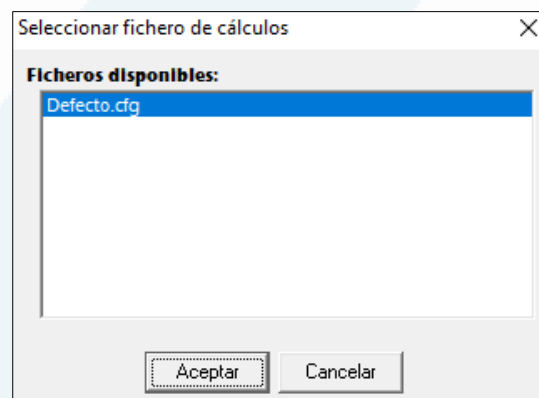 Seleccionar fichero de cálculos
Ficheros disponibles:
Defecto.cfg
Aceptar Cancelar